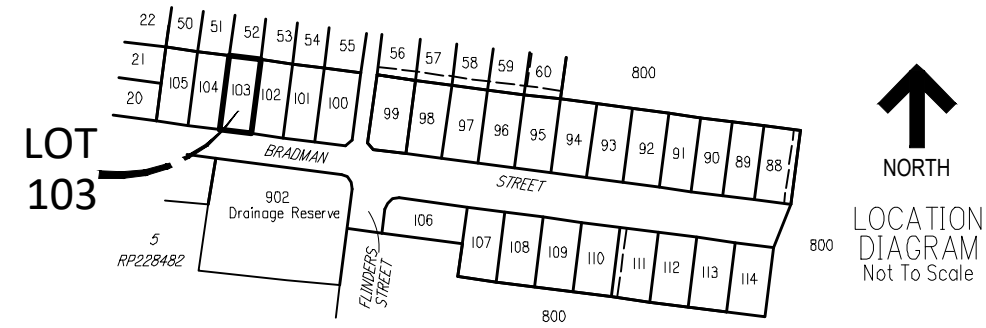 22 50 51 52 53 54 55 56 57 58 59 60 800
21 105 104 103 102 101 100 99 98 97 96 95 94 93 92 91 90 89 88
20
LOT
103
BRADMAN
STREET
NORTH
902
Drainage Reserve
106 107 108 109 110 111 112 113 114
800
LOCATION
DIAGRAM
Not To Scale
5
RP228482
FLINDERS
STREET
800